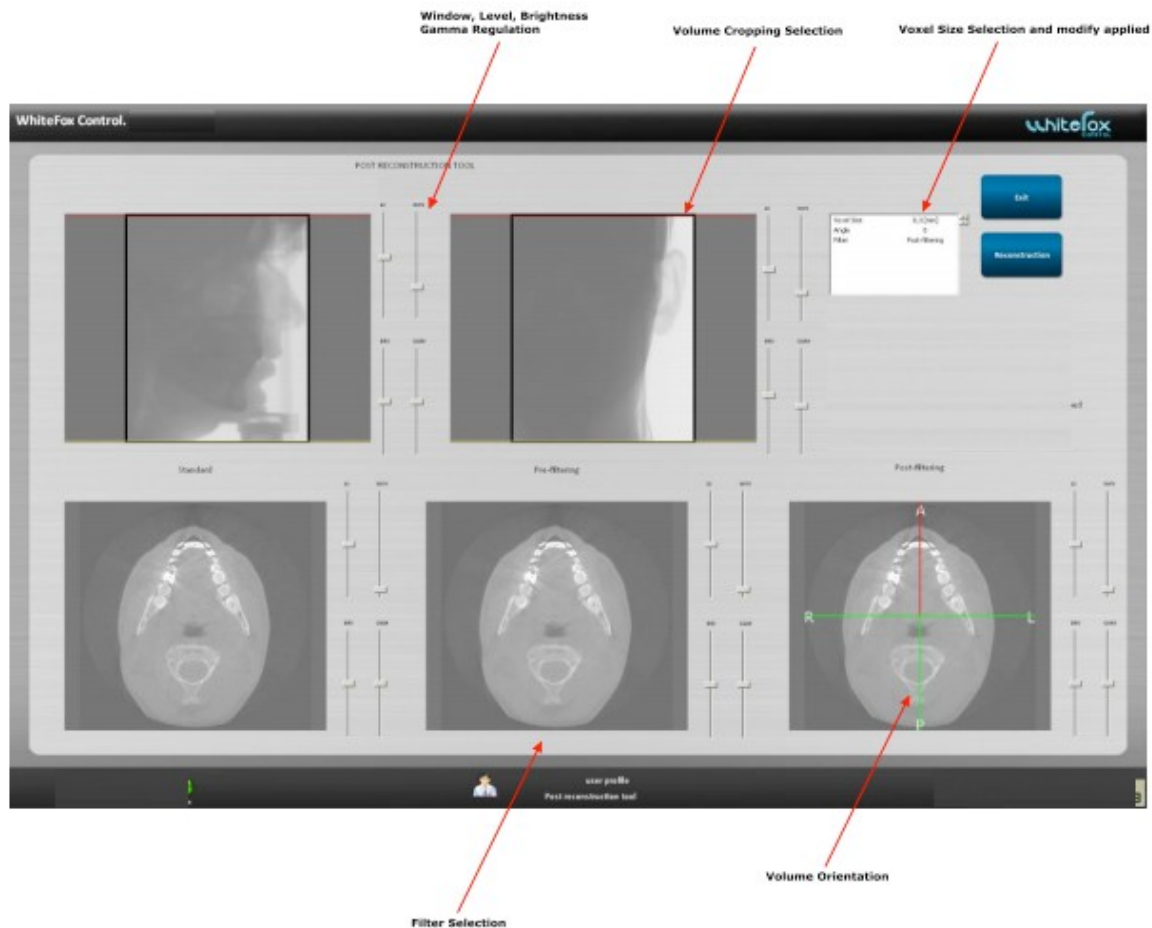 Window, Level, Brightness
Gamma Regulation
Volume Cropping Selection
Voxel Size Selection and modify applied
WhiteFox Control.
whitefox
CONTROL
POST RECONSTRUCTION TOOL
Exit
Voxel Size
Angle 0
Filter Post-filtering
Reconstruction
Standard
Pre-filtering
Post-filtering
A
R L
P
user profile
Post reconstruction tool
Volume Orientation
Filter Selection